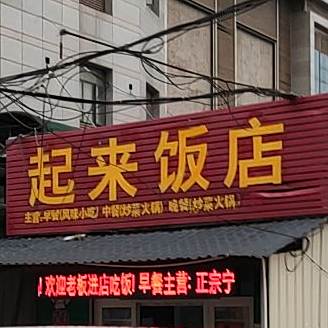 起来饭店
主营:早餐(风味小吃) 中餐(炒菜火锅) 晚餐(炒菜火锅)
！欢迎老板进店吃饭! 早餐主营: 正宗宁